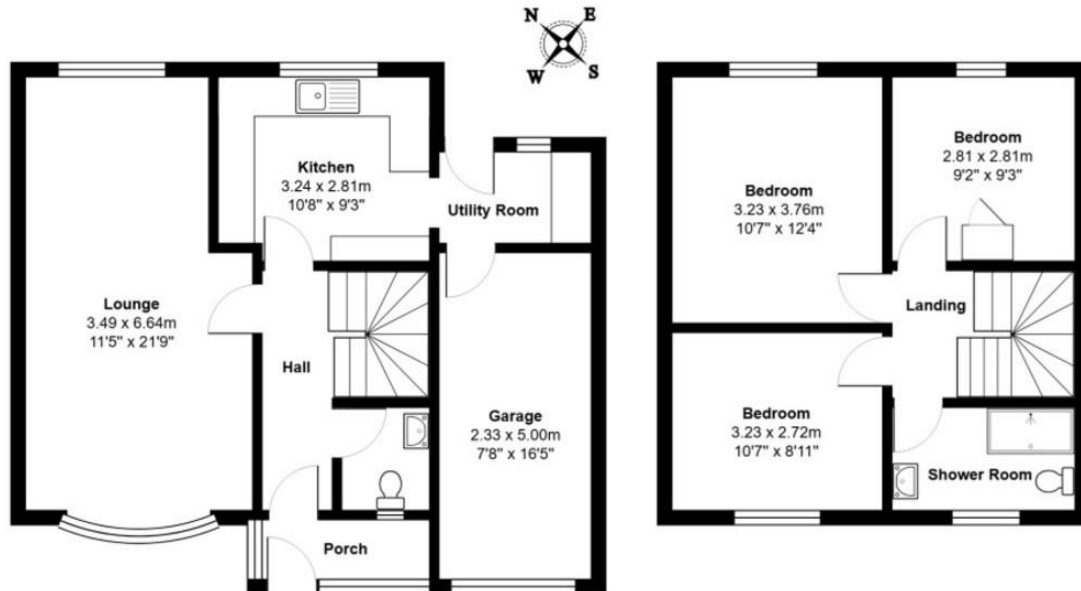 N E
W S
Kitchen
3.24 x 2.81m
10'8" x 9'3"
Utility Room
Lounge
3.49 x 6.64m
11'5" x 21'9"
Hall
Garage
2.33 x 5.00m
7'8" x 16'5"
Porch
Bedroom
3.23 x 3.76m
10'7" x 12'4"
Bedroom
2.81 x 2.81m
9'2" x 9'3"
Landing
Bedroom
3.23 x 2.72m
10'7" x 8'11"
Shower Room